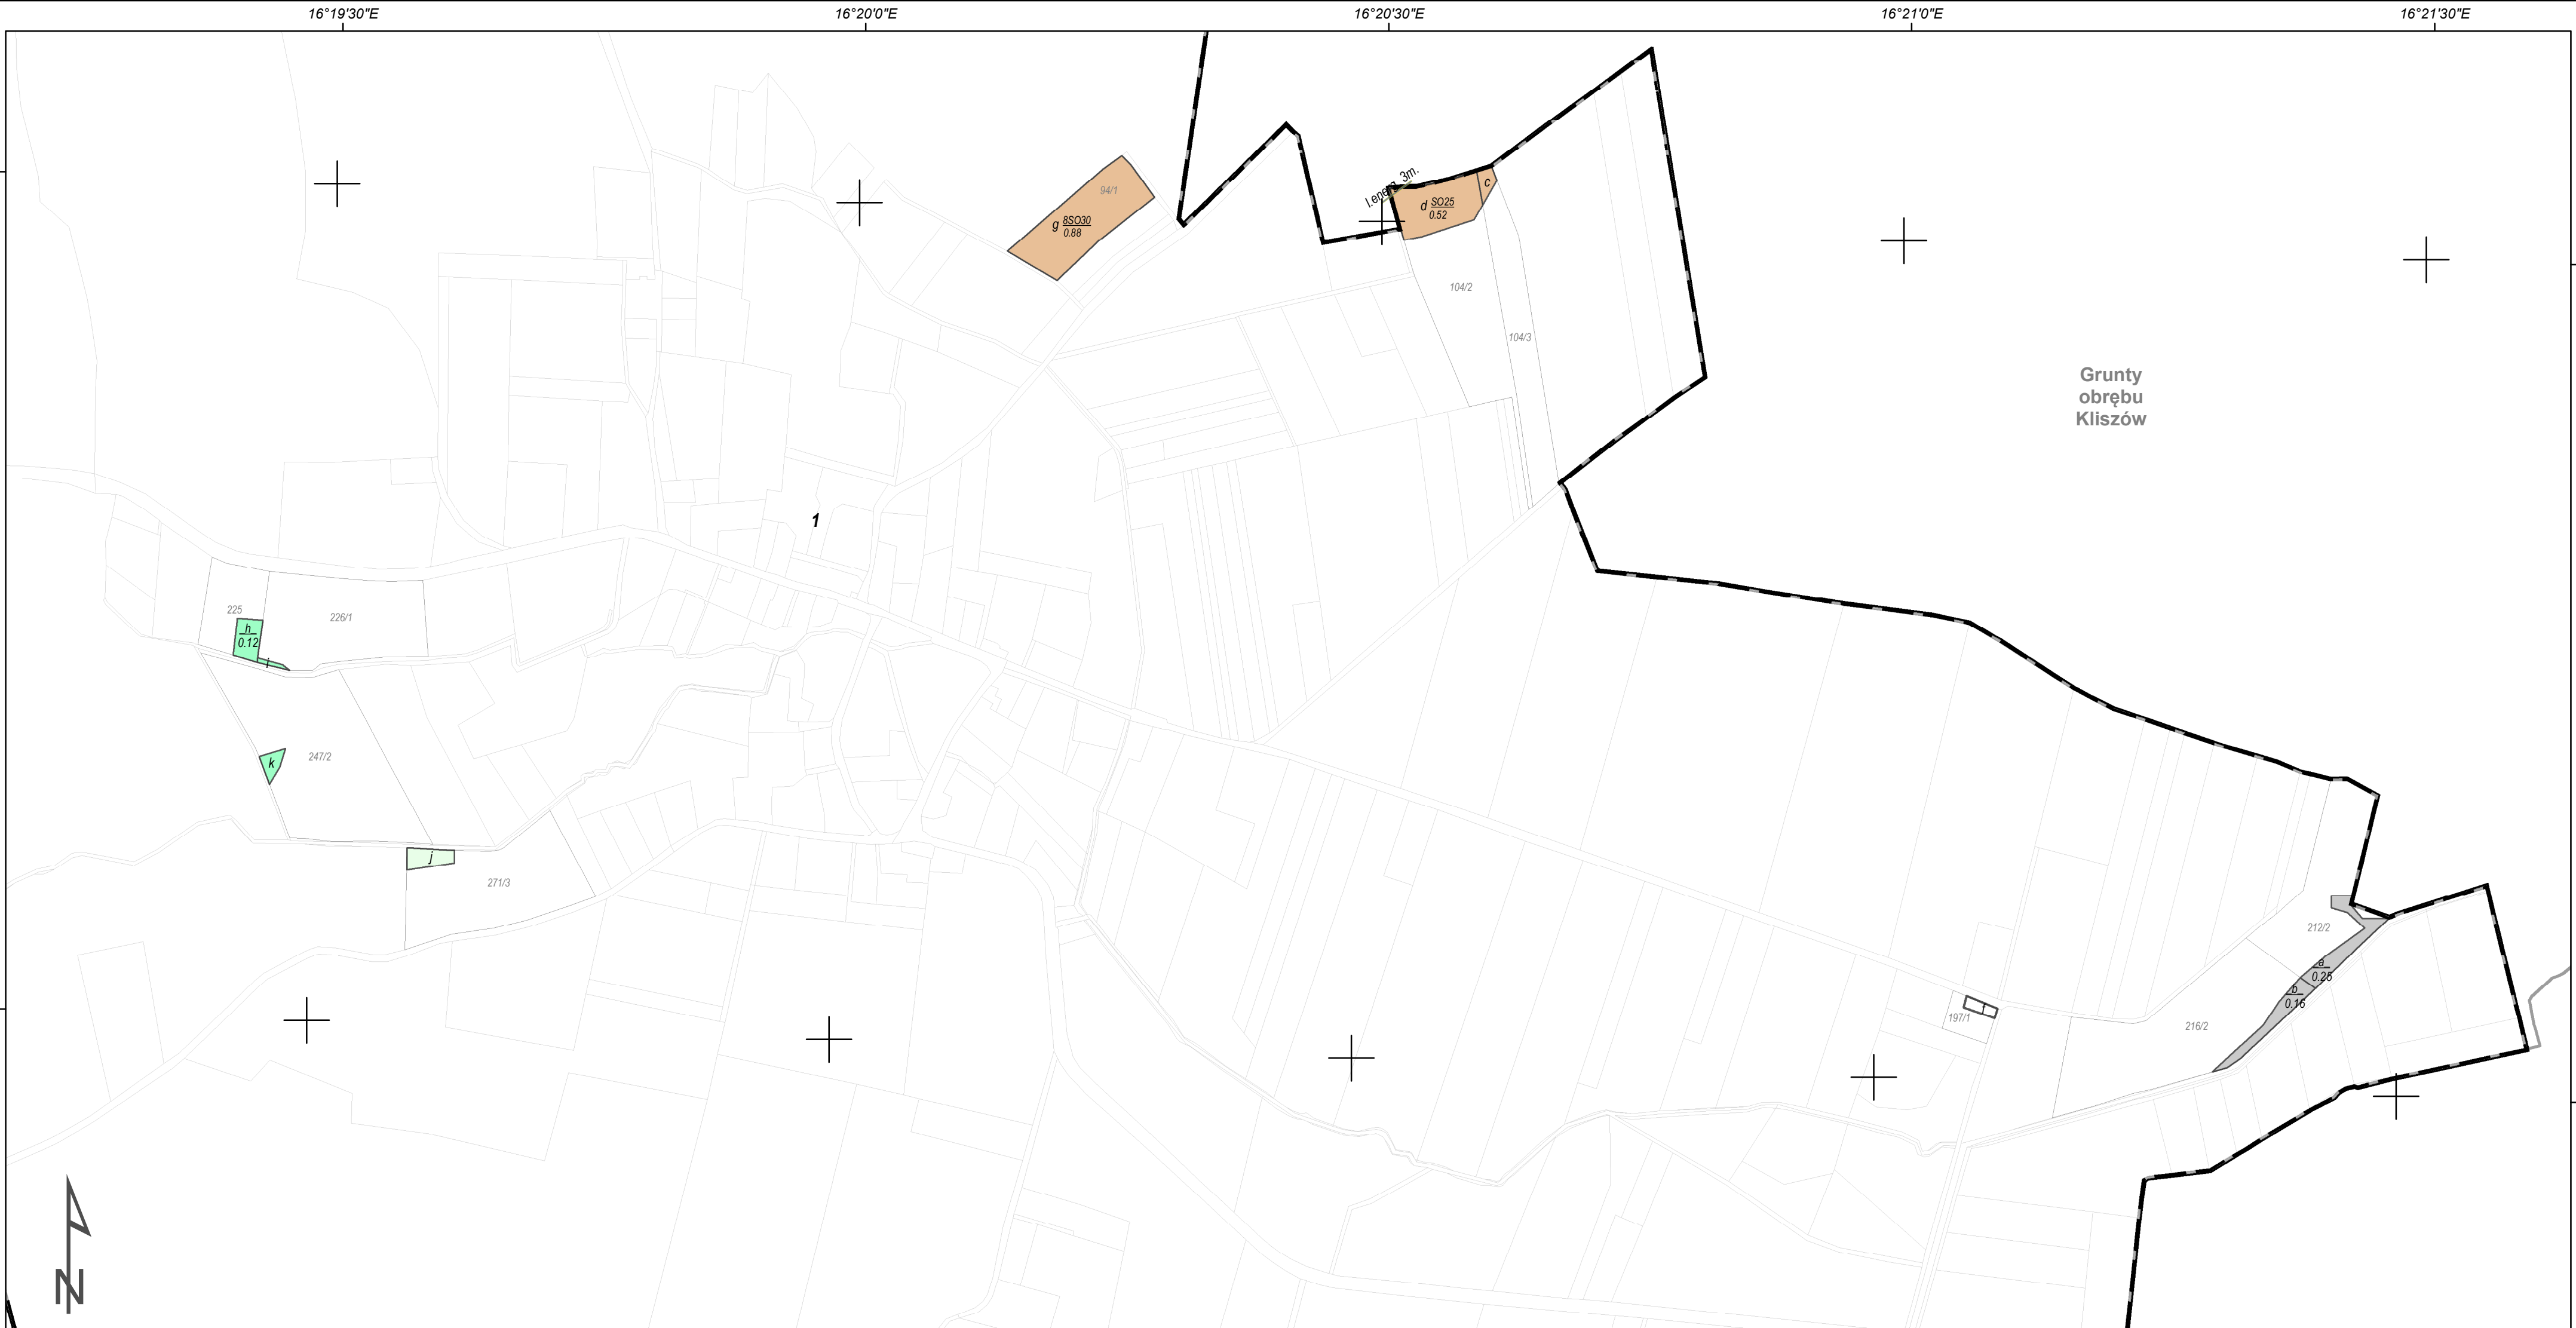 16°19'30"E
16°20'0"E
16°20'30"E
16°21'0"E
16°21'30"E
l.energ. 3m.
94/1
g 8SO30
0.88
d SO25
0.52
c
104/2
104/3
Grunty
obrębu
Kliszów
1
225
226/1
h
0.12
i
247/2
k
j
271/3
212/2
a
0.25
b
0.16
197/1
f
216/2
N